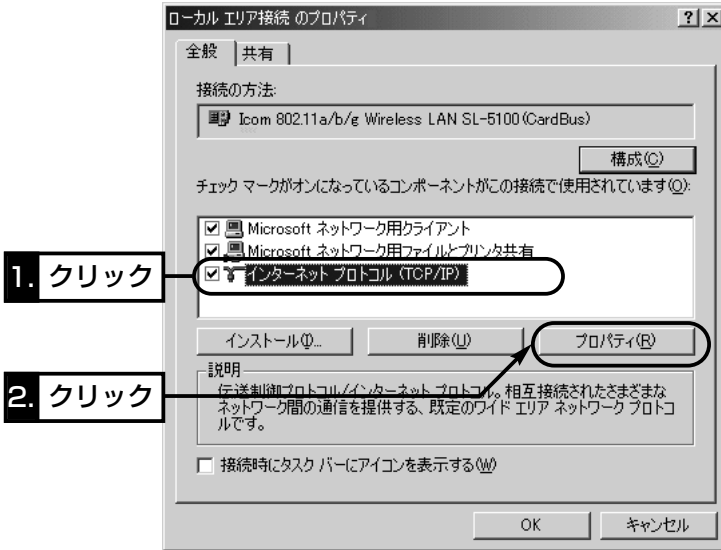 ローカル エリア接続 のプロパティ
全般
共有
接続の方法:
Icom 802.11a/b/g Wireless LAN SL-5100(CardBus)
構成(C)
チェック マークがオンになっているコンポーネントがこの接続で使用されています(O):
Microsoft ネットワーク用クライアント
Microsoft ネットワーク用ファイルとプリンタ共有
1. クリック
インターネット プロトコル (TCP/IP)
インストール(I)...
削除(U)
プロパティ(R)
説明
2. クリック
伝送制御プロトコル/インターネット プロトコル。相互接続されたさまざまな
ネットワーク間の通信を提供する、既定のワイド エリア ネットワーク プロトコ
ルです。
接続時にタスク バーにアイコンを表示する(W)
OK
キャンセル